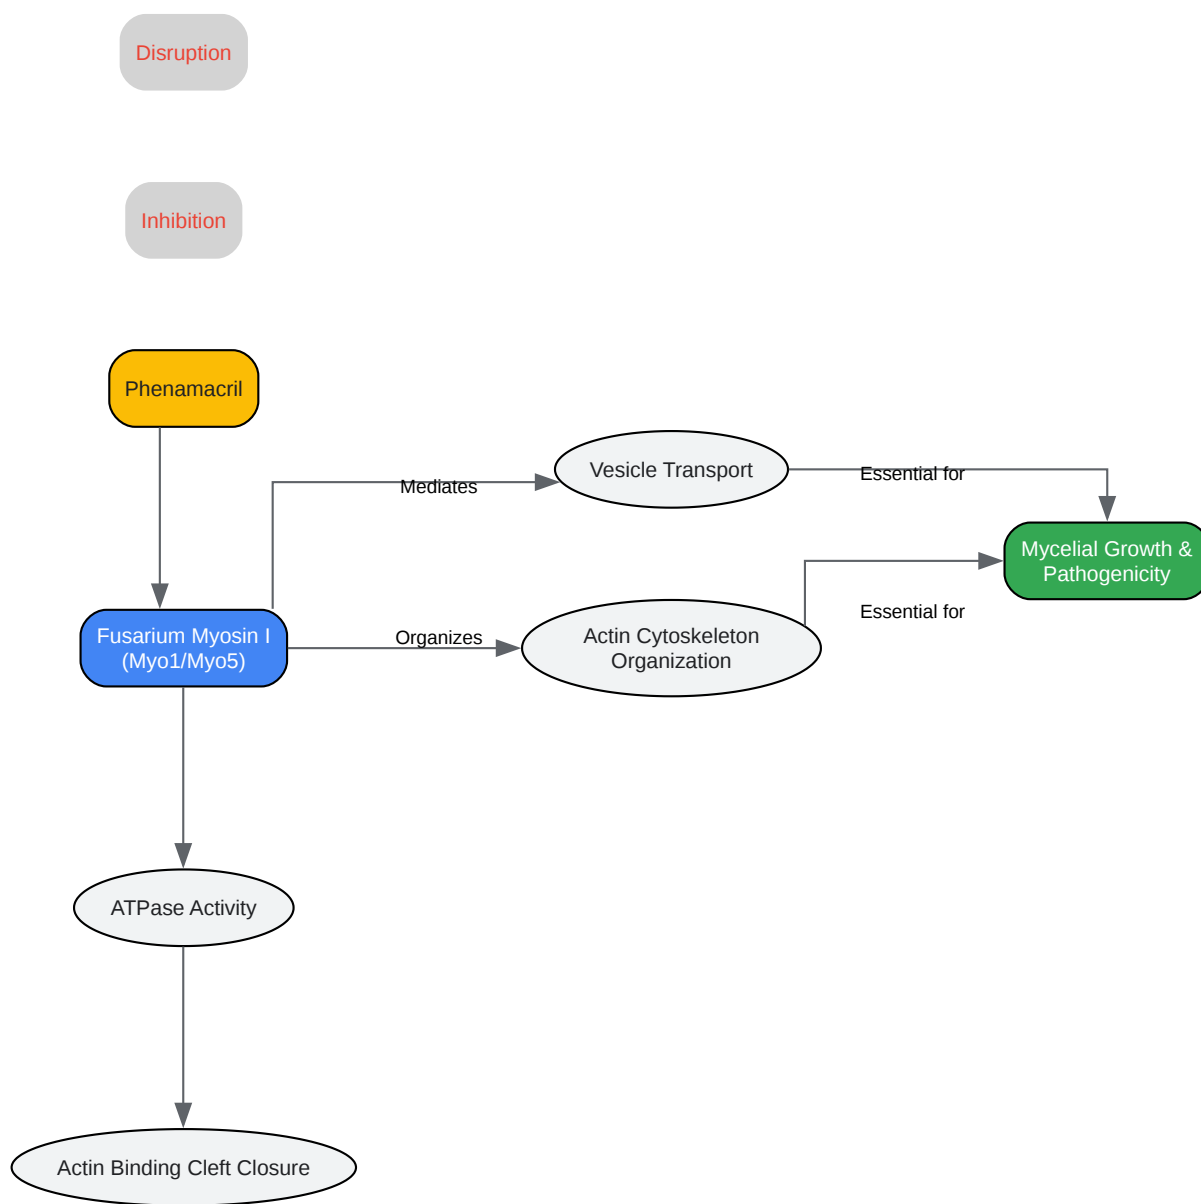 Disruption
Inhibition
Phenamacril
Vesicle Transport
Essential for
Mediates
Mycelial Growth &
Pathogenicity
Essential for
Fusarium Myosin I
(Myo1/Myo5)
Organizes
Actin Cytoskeleton
Organization
ATPase Activity
Actin Binding Cleft Closure